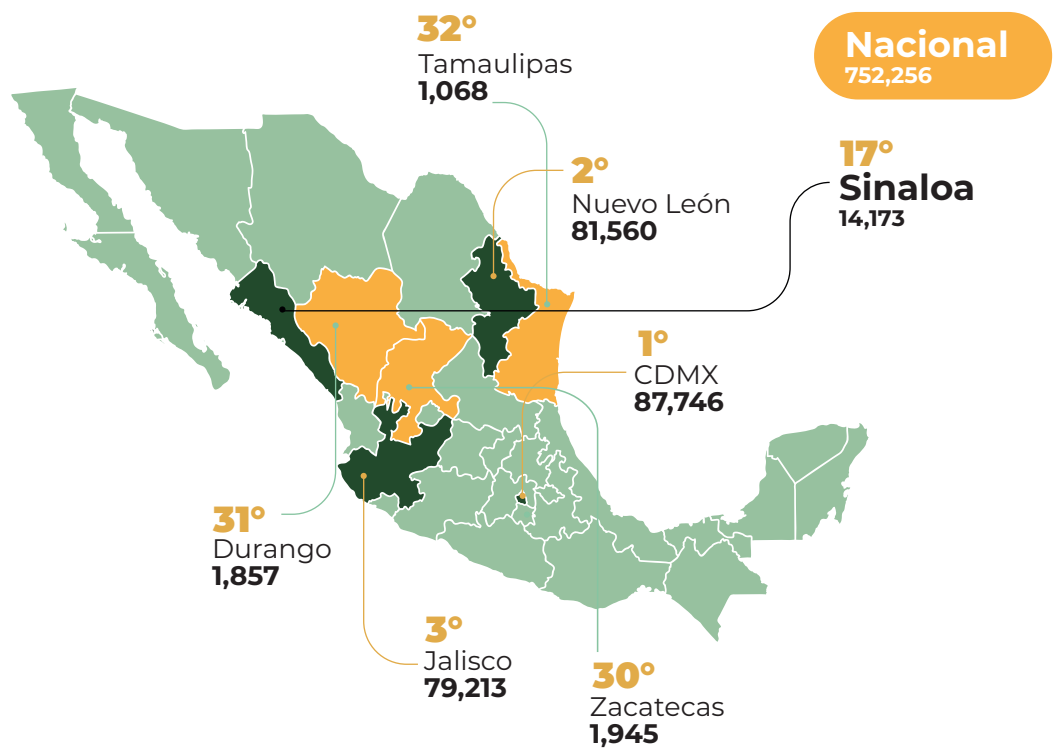 32°
Tamaulipas
1,068
Nacional
752,256
2°
Nuevo León
81,560
17°
Sinaloa
14,173
1°
CDMX
87,746
31°
Durango
1,857
3°
Jalisco
79,213
30°
Zacatecas
1,945